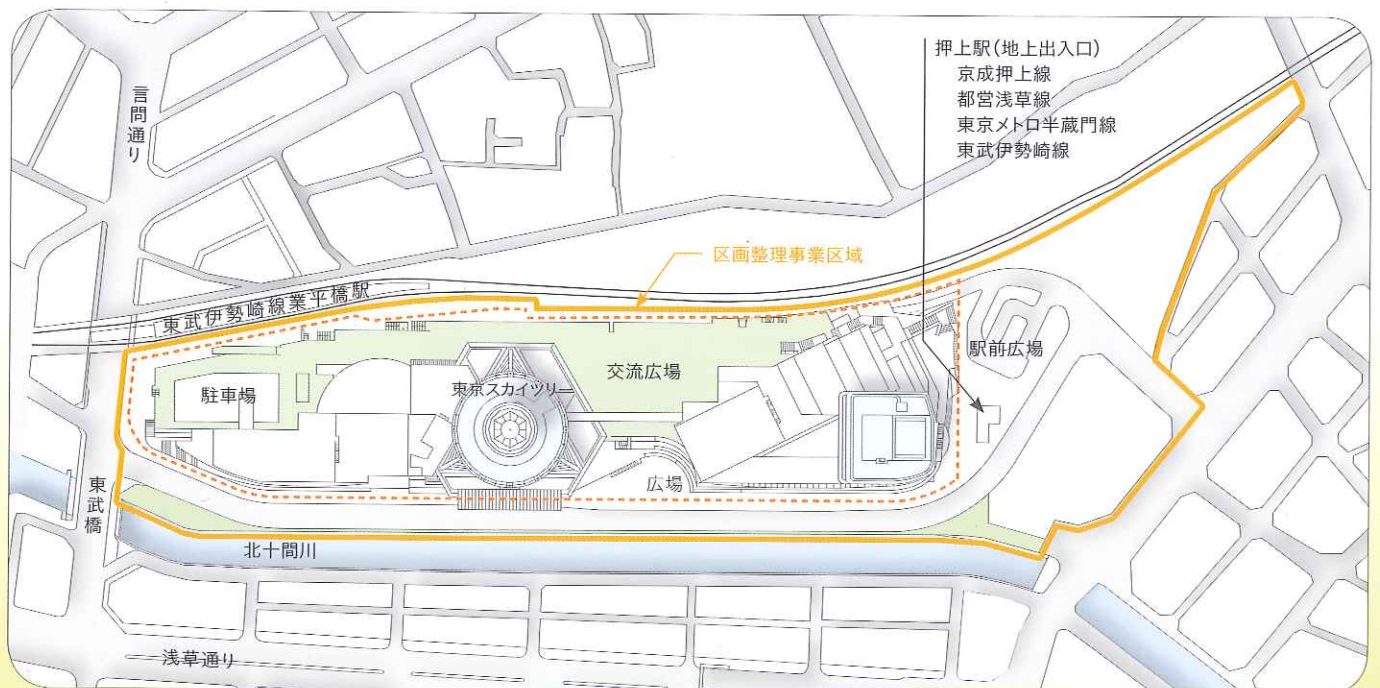 押上駅(地上出入口)
京成押上線
都営浅草線
東京メトロ半蔵門線
東武伊勢崎線
言問通り
区画整理事業区域
東武伊勢崎線業平橋駅
駅前広場
交流広場
東京スカイツリー
駐車場
広場
東武橋
北十間川
浅草通り